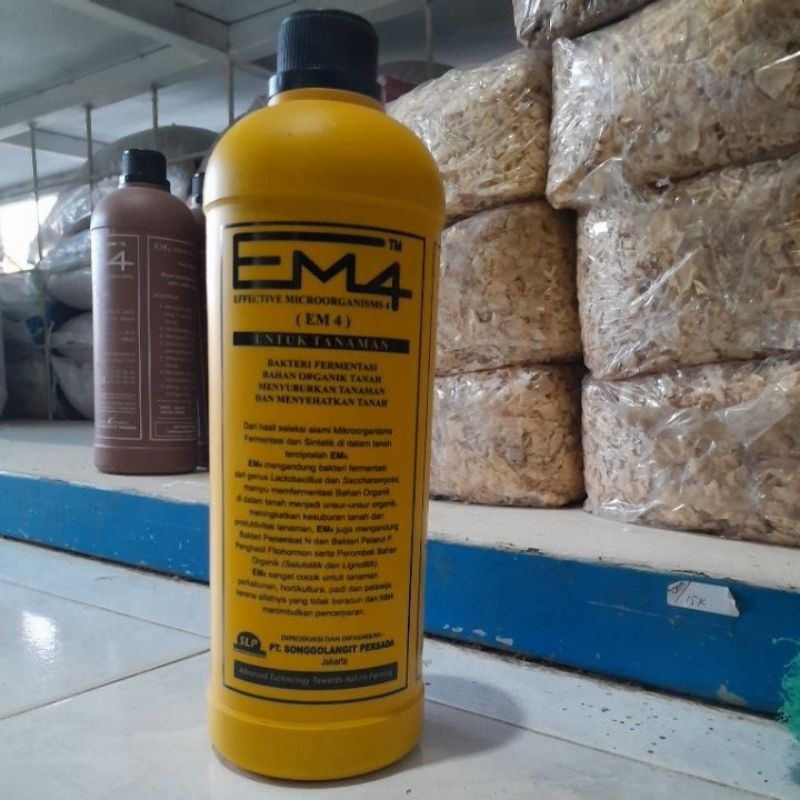 EM4 TM
EFFECTIVE MICROORGANISMS 4
( EM 4 )
UNTUK TANAMAN
BAKTERI FERMENTASI
BAHAN ORGANIK TANAH
MENYUBURKAN TANAMAN
DAN MENYEHATKAN TANAH
Dari hasil seleksi alami Mikroorganisme
Fermentasi dan Sintetik di dalam tanah
terciptalah EM4.
EM4 mengandung bakteri fermentasi
dari genus Lactobacillus dan Saccharomyces,
mampu memfermentasi Bahan Organik
di dalam tanah menjadi unsur-unsur organik,
meningkatkan kesuburan tanah dan
produktivitas tanaman, EM4 juga mengandung
Bakteri Penambat N dan Bakteri Pelarut P,
Penghasil Fitohormon serta Perombak Bahan
Organik (Selulolitik dan Lignolitik).
EM4 sangat cocok untuk tanaman
perkebunan, hortikultura, padi dan palawija,
karena sifatnya yang tidak beracun dan tidak
menimbulkan pencemaran.
SLP
DIPRODUKSI DAN DIPASARKAN :
PT. SONGGOLANGIT PERSADA
Jakarta
Advanced Technology Towards Nature Farming
4
15K